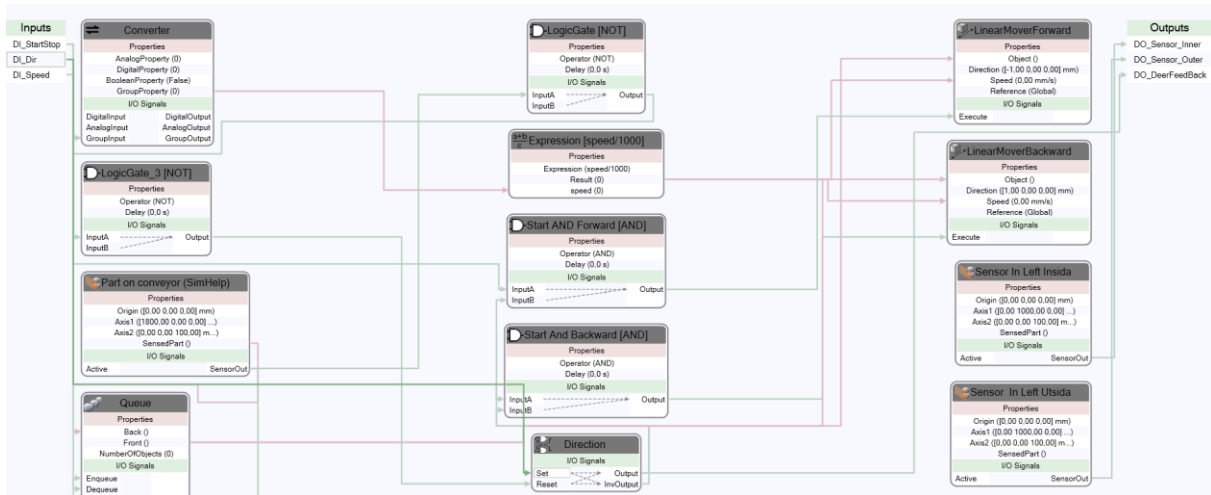 Inputs
DI_StartStop
DI_Dir
DI_Speed
Converter
Properties
AnalogProperty (0)
DigitalProperty (0)
BooleanProperty (False)
GroupProperty (0)
I/O Signals
DigitalInput DigitalOutput
AnalogInput AnalogOutput
GroupInput GroupOutput
LogicGate_3 [NOT]
Properties
Operator (NOT)
Delay (0,0 s)
I/O Signals
InputA Output
InputB
Part on conveyor (SimHelp)
Properties
Origin ([0,00 0,00 0,00] mm)
Axis1 ([1800,00 0,00 0,00] ...)
Axis2 ([0,00 0,00 100,00] m...)
SensedPart ()
I/O Signals
Active SensorOut
Queue
Properties
Back ()
Front ()
NumberOfObjects (0)
I/O Signals
Enqueue
Dequeue
LogicGate [NOT]
Properties
Operator (NOT)
Delay (0,0 s)
I/O Signals
InputA Output
InputB
a+b
c
Expression [speed/1000]
Properties
Expression (speed/1000)
Result (0)
speed (0)
Start AND Forward [AND]
Properties
Operator (AND)
Delay (0,0 s)
I/O Signals
InputA Output
InputB
Start And Backward [AND]
Properties
Operator (AND)
Delay (0,0 s)
I/O Signals
InputA Output
InputB
Direction
I/O Signals
Set Output
Reset InvOutput
LinearMoverForward
Properties
Object ()
Direction ([-1,00 0,00 0,00] mm)
Speed (0,00 mm/s)
Reference (Global)
I/O Signals
Execute
LinearMoverBackward
Properties
Object ()
Direction ([1,00 0,00 0,00] mm)
Speed (0,00 mm/s)
Reference (Global)
I/O Signals
Execute
Sensor In Left Insida
Properties
Origin ([0,00 0,00 0,00] mm)
Axis1 ([0,00 1000,00 0,00] ...)
Axis2 ([0,00 0,00 100,00] m...)
SensedPart ()
I/O Signals
Active SensorOut
Sensor In Left Utsida
Properties
Origin ([0,00 0,00 0,00] mm)
Axis1 ([0,00 1000,00 0,00] ...)
Axis2 ([0,00 0,00 100,00] m...)
SensedPart ()
I/O Signals
Active SensorOut
Outputs
DO_Sensor_Inner
DO_Sensor_Outer
DO_DeerFeedBack